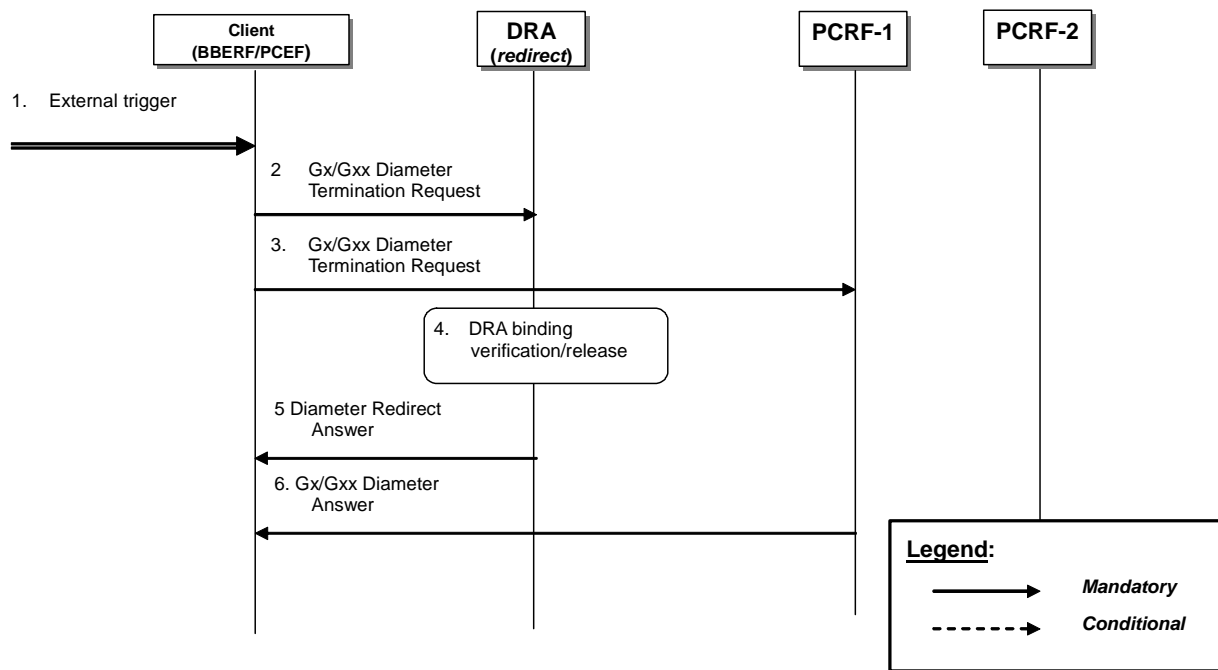 Client
(BBERF/PCEF)
DRA
(redirect)
PCRF-1
PCRF-2
1. External trigger
2 Gx/Gxx Diameter
Termination Request
3. Gx/Gxx Diameter
Termination Request
4. DRA binding
verification/release
5 Diameter Redirect
Answer
6. Gx/Gxx Diameter
Answer
Legend:
Mandatory
Conditional